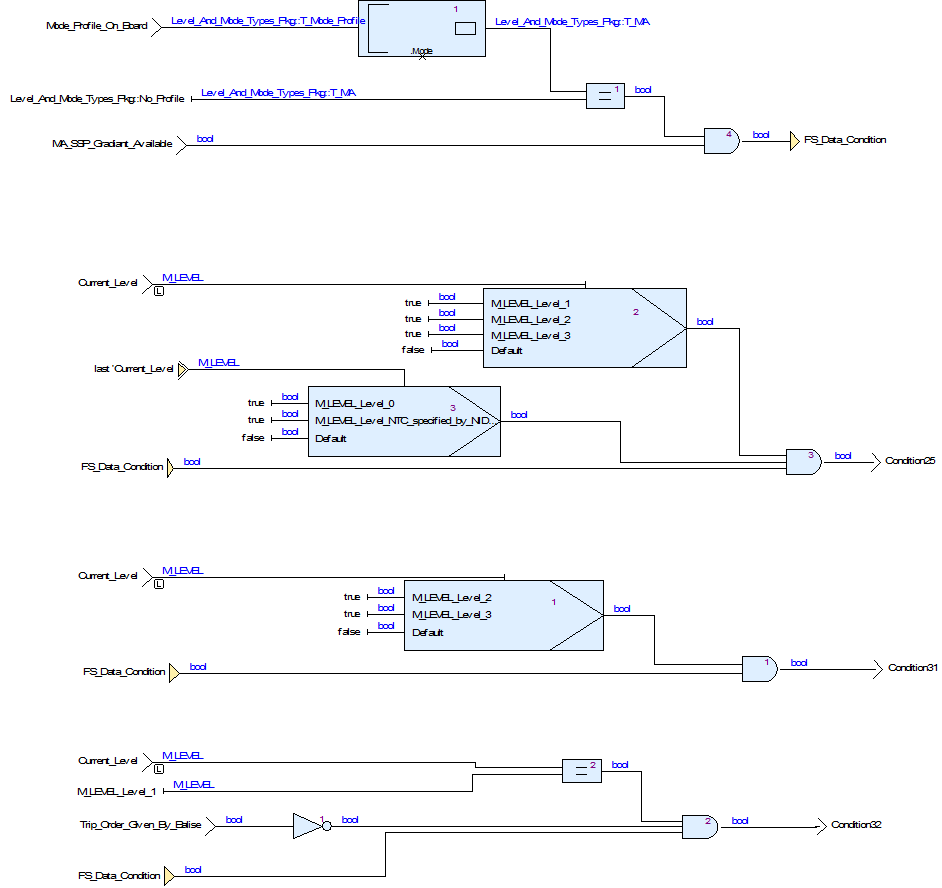 1
Mode_Profile_On_Board
Level_And_Mode_Types_Pkg::T_Mode_Profile
Level_And_Mode_Types_Pkg::T_MA
.Mode
Level_And_Mode_Types_Pkg::No_Profile
Level_And_Mode_Types_Pkg::T_MA
1
bool
MA_SSP_Gradiant_Available
bool
4
bool
FS_Data_Condition
Current_Level
M_LEVEL
L
true
bool
M_LEVEL_Level_1
2
true
bool
M_LEVEL_Level_2
bool
true
bool
M_LEVEL_Level_3
false
bool
Default
last 'Current_Level
M_LEVEL
true
bool
M_LEVEL_Level_0
3
true
bool
M_LEVEL_Level_NTC_specified_by_NID...
bool
false
bool
Default
FS_Data_Condition
bool
3
bool
Condition25
Current_Level
M_LEVEL
L
true
bool
M_LEVEL_Level_2
1
true
bool
M_LEVEL_Level_3
bool
false
bool
Default
FS_Data_Condition
bool
1
bool
Condition31
Current_Level
M_LEVEL
L
2
bool
M_LEVEL_Level_1
M_LEVEL
Trip_Order_Given_By_Balise
bool
1
bool
2
bool
Condition32
FS_Data_Condition
bool